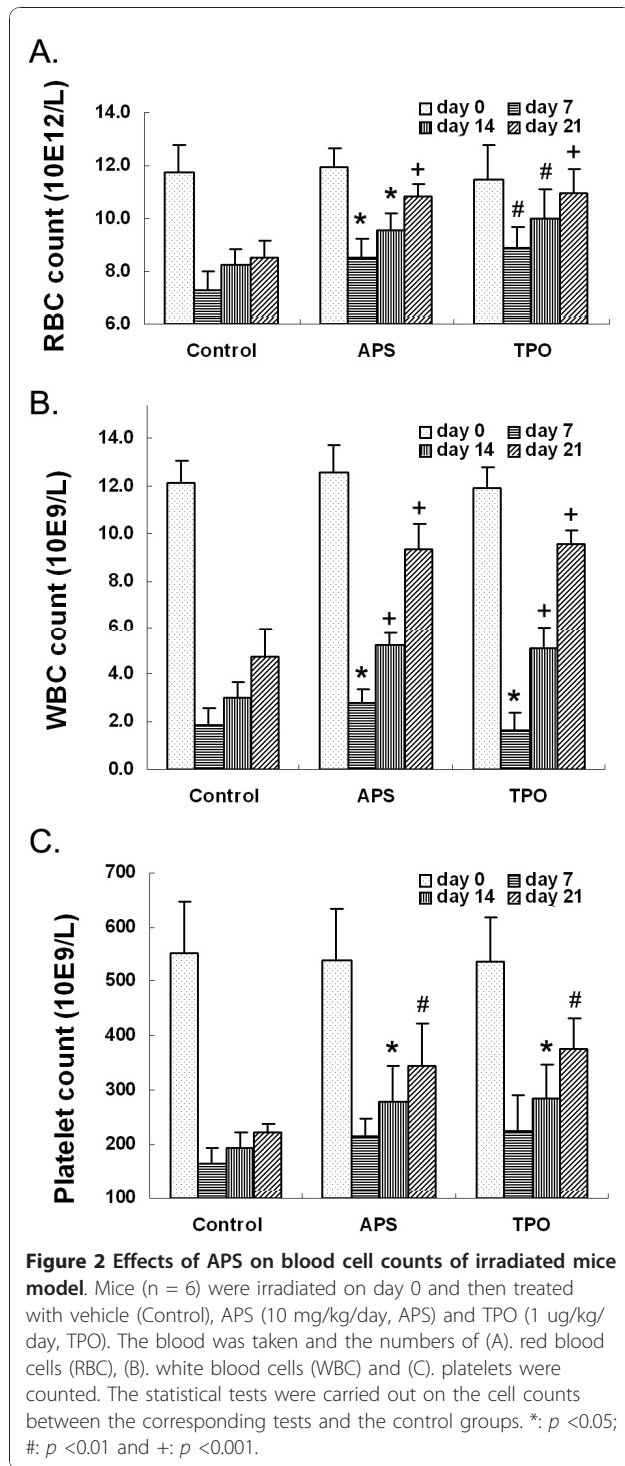 A.
RBC count (10E12/L)
14.0
12.0
10.0
8.0
6.0
day 0 day 7
day 14 day 21
* * +
# # +
Control APS TPO
B.
WBC count (10E9/L)
14.0
12.0
10.0
8.0
6.0
4.0
2.0
0.0
day 0 day 7
day 14 day 21
* + +
* + +
Control APS TPO
C.
Platelet count (10E9/L)
700
600
500
400
300
200
100
day 0 day 7
day 14 day 21
* #
* #
Control APS TPO
Figure 2 Effects of APS on blood cell counts of irradiated mice
model. Mice (n = 6) were irradiated on day 0 and then treated
with vehicle (Control), APS (10 mg/kg/day, APS) and TPO (1 ug/kg/
day, TPO). The blood was taken and the numbers of (A). red blood
cells (RBC), (B). white blood cells (WBC) and (C). platelets were
counted. The statistical tests were carried out on the cell counts
between the corresponding tests and the control groups. *: p <0.05;
#: p <0.01 and +: p <0.001.